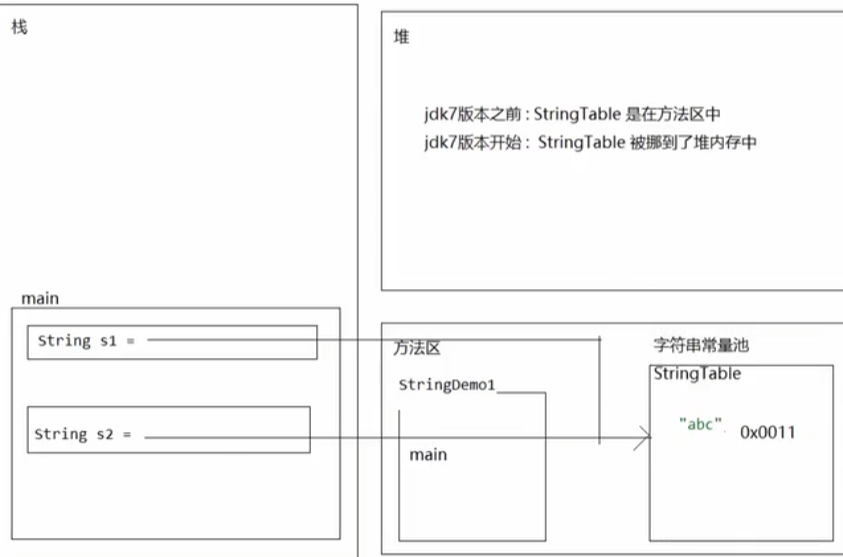 栈
堆
jdk7版本之前 : StringTable 是在方法区中
jdk7版本开始 : StringTable 被挪到了堆内存中
main
String s1 =
String s2 =
方法区
StringDemo1
main
字符串常量池
StringTable
"abc" 0x0011